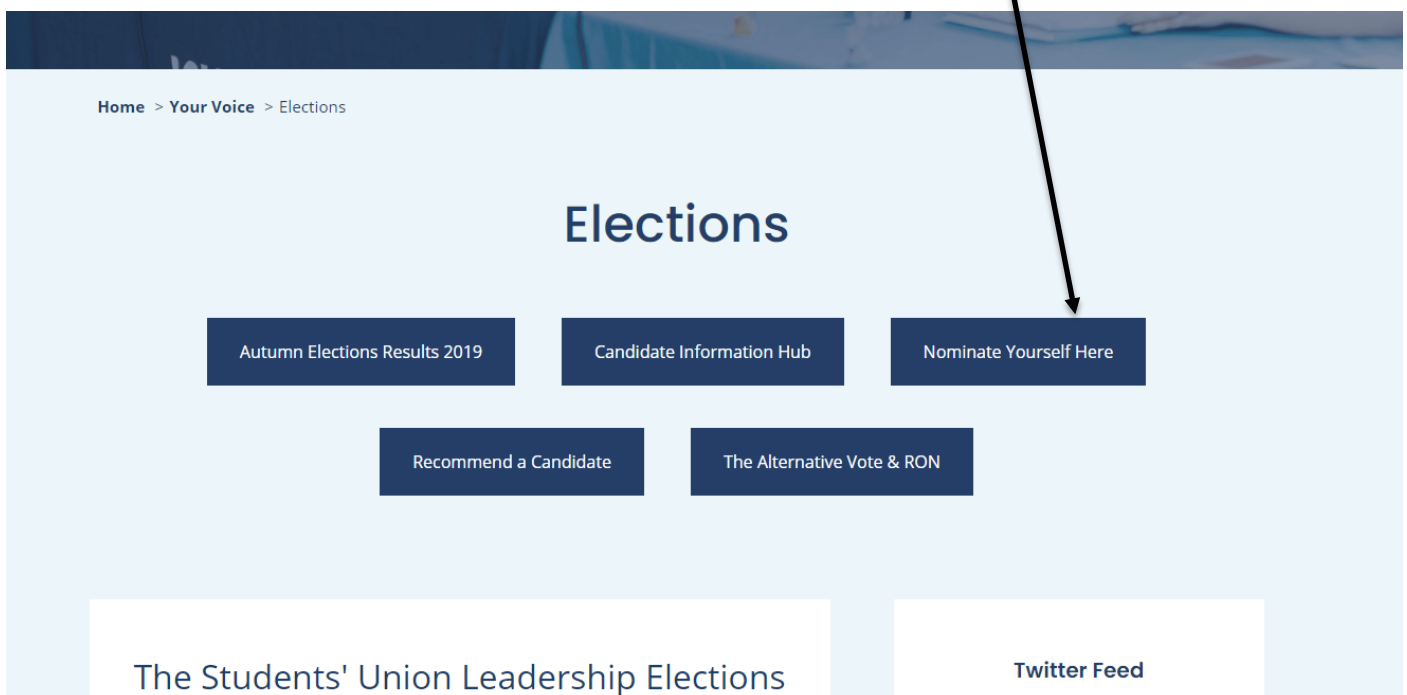 Home > Your Voice > Elections
Elections
Autumn Elections Results 2019
Candidate Information Hub
Nominate Yourself Here
Recommend a Candidate
The Alternative Vote & RON
The Students' Union Leadership Elections
Twitter Feed